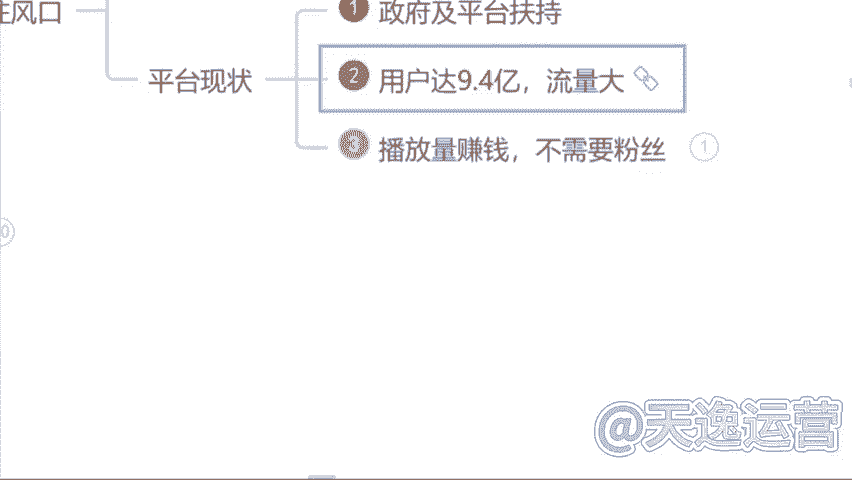 风口
1 政府及平台扶持
平台现状
2 用户达9.4亿，流量大
3 播放量赚钱，不需要粉丝 1
0
@天逸运营